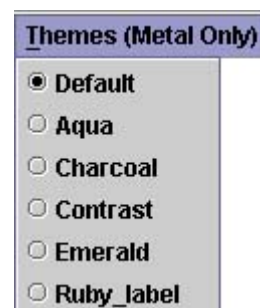 Themes (Metal Only)
Default
Aqua
Charcoal
Contrast
Emerald
Ruby_label